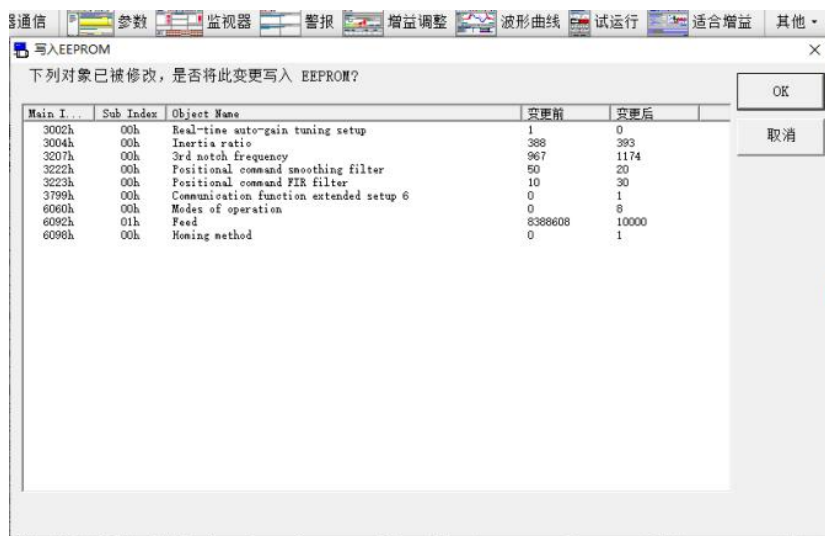 通信 参数 监视器 警报 增益调整 波形曲线 试运行 适合增益 其他
写入EEPROM
下列对象已被修改，是否将此变更写入 EEPROM?
OK
取消
Main I... Sub Index Object Name 变更前 变更后
3002h 00h Real-time auto-gain tuning setup 1 0
3004h 00h Inertia ratio 388 393
3207h 00h 3rd notch frequency 967 1174
3222h 00h Positional command smoothing filter 50 20
3223h 00h Positional command FIR filter 10 30
3799h 00h Communication function extended setup 6 0 1
6060h 00h Modes of operation 0 8
6092h 01h Feed 8388608 10000
6098h 00h Homing method 0 1